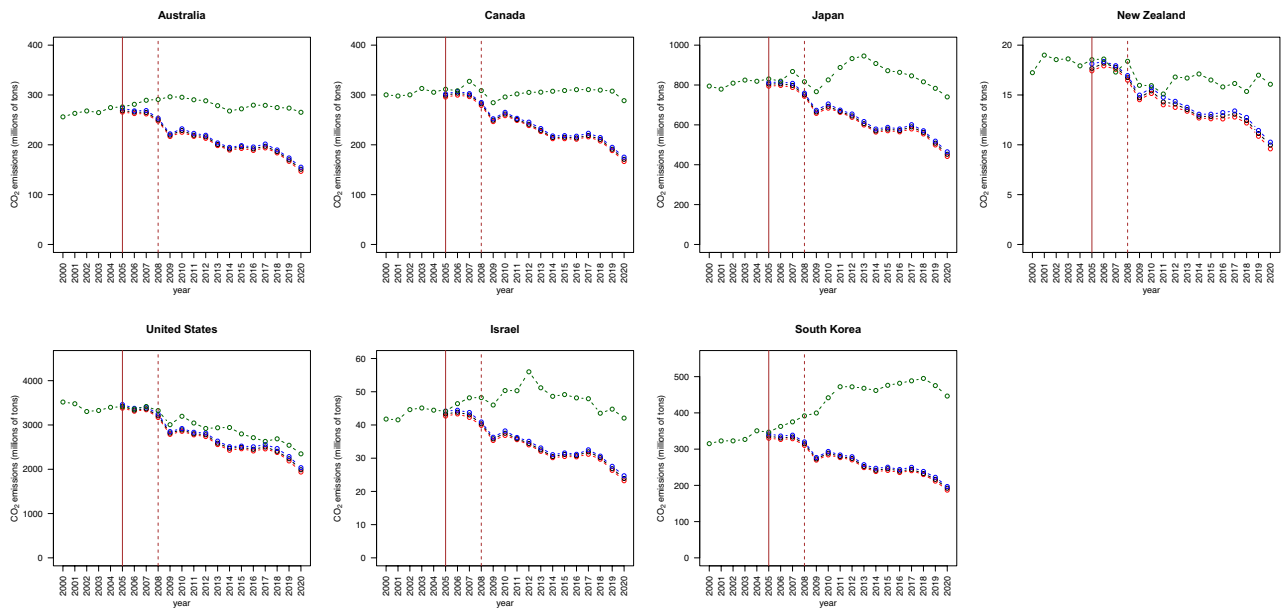 Australia
CO2 emissions (millions of tons)
400
300
200
100
0
2000 2001 2002 2003 2004 2005 2006 2007 2008 2009 2010 2011 2012 2013 2014 2015 2016 2017 2018 2019 2020
year
Canada
CO2 emissions (millions of tons)
400
300
200
100
0
2000 2001 2002 2003 2004 2005 2006 2007 2008 2009 2010 2011 2012 2013 2014 2015 2016 2017 2018 2019 2020
year
Japan
CO2 emissions (millions of tons)
1000
800
600
400
200
0
2000 2001 2002 2003 2004 2005 2006 2007 2008 2009 2010 2011 2012 2013 2014 2015 2016 2017 2018 2019 2020
year
New Zealand
CO2 emissions (millions of tons)
20
15
10
5
0
2000 2001 2002 2003 2004 2005 2006 2007 2008 2009 2010 2011 2012 2013 2014 2015 2016 2017 2018 2019 2020
year
United States
CO2 emissions (millions of tons)
4000
3000
2000
1000
0
2000 2001 2002 2003 2004 2005 2006 2007 2008 2009 2010 2011 2012 2013 2014 2015 2016 2017 2018 2019 2020
year
Israel
CO2 emissions (millions of tons)
60
50
40
30
20
10
0
2000 2001 2002 2003 2004 2005 2006 2007 2008 2009 2010 2011 2012 2013 2014 2015 2016 2017 2018 2019 2020
year
South Korea
CO2 emissions (millions of tons)
500
400
300
200
100
0
2000 2001 2002 2003 2004 2005 2006 2007 2008 2009 2010 2011 2012 2013 2014 2015 2016 2017 2018 2019 2020
year